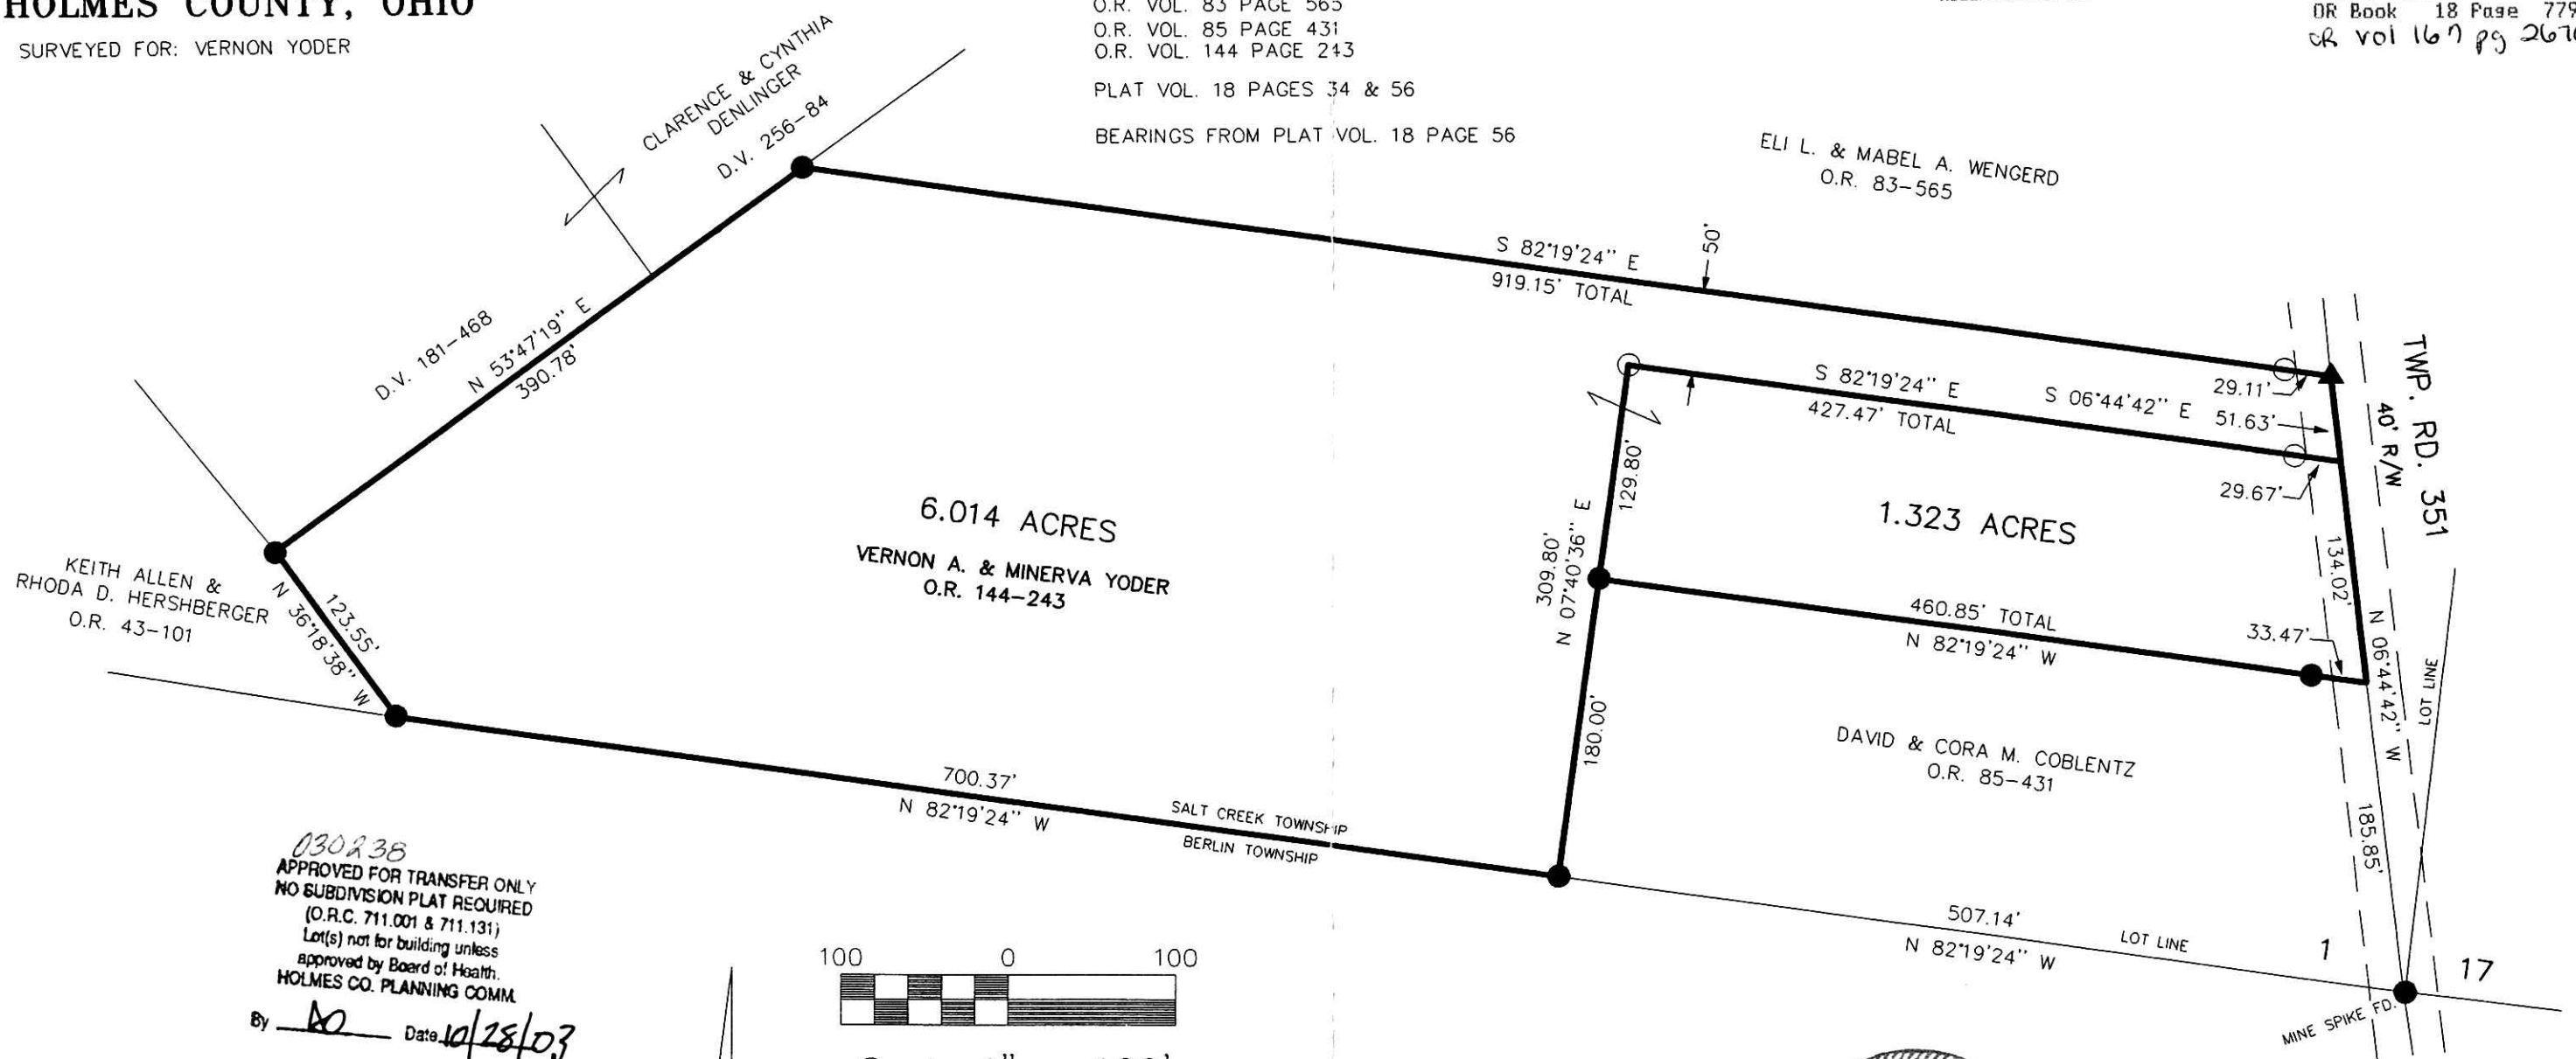 HOLMES COUNTY, OHIO
SURVEYED FOR: VERNON YODER
O.R. VOL. 83 PAGE 565
O.R. VOL. 85 PAGE 431
O.R. VOL. 144 PAGE 243
PLAT VOL. 18 PAGES 34 & 56
BEARINGS FROM PLAT VOL. 18 PAGE 56
OR Book 18 Page 779
OR vol 167 pg 267
CLARENCE & CYNTHIA
DENLINGER
D.V. 256-84
ELI L. & MABEL A. WENGERD
O.R. 83-565
S 82°19'24" E
919.15' TOTAL
50'
D.V. 181-468
N 53°47'19" E
390.78'
S 82°19'24" E
427.47' TOTAL
S 06°44'42" E
29.11'
51.63'
29.67'
TWP. RD. 351
40' R/W
129.80'
309.80'
N 07°40'36" E
180.00'
6.014 ACRES
VERNON A. & MINERVA YODER
O.R. 144-243
1.323 ACRES
134.02'
N 06°44'42" W
LOT LINE
460.85' TOTAL
N 82°19'24" W
33.47'
KEITH ALLEN &
RHODA D. HERSHBERGER
O.R. 43-101
123.55'
N 36°18'38" W
DAVID & CORA M. COBLENTZ
O.R. 85-431
185.85'
700.37'
N 82°19'24" W
SALT CREEK TOWNSHIP
BERLIN TOWNSHIP
507.14'
N 82°19'24" W
LOT LINE
1
17
MINE SPIKE FD.
030238
APPROVED FOR TRANSFER ONLY
NO SUBDIVISION PLAT REQUIRED
(O.R.C. 711.001 & 711.131)
Lot(s) not for building unless
approved by Board of Health.
HOLMES CO. PLANNING COMM.
By Date 10/28/03
100 0 100